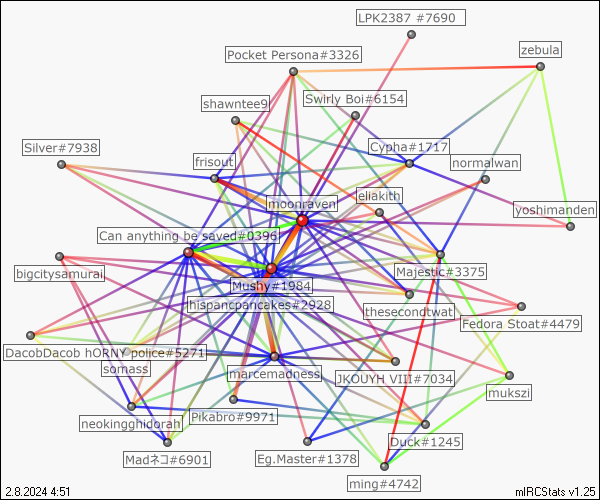 LPK2387 #7690
Pocket Persona#3326
zebula
shawntee9
Swirly Boi#6154
Silver#7938
frisout
Cypha#1717
normalwan
moonraven
eliakith
yoshimanden
Can anything be saved#0396
bigcitysamurai
Mushy#1984
Majestic#3375
hispancpancakes#2928
thesecondtwat
Fedora Stoat#4479
DacobDacob hORNY police#5271
somass
marcemadness
JKOUYH VIII#7034
mukszi
neokingghidorah
Pikabro#9971
Duck#1245
Madネコ#6901
Eg.Master#1378
ming#4742
2.8.2024 4:51
mIRCStats v1.25